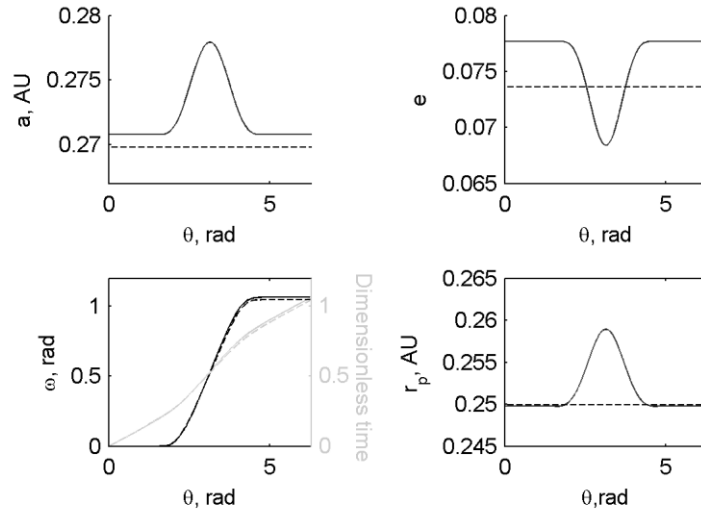 0.28
0.275
0.27
a, AU
0
5
θ, rad
0.08
0.075
0.07
0.065
e
0
5
θ, rad
1
0.5
0
ω, rad
1
0.5
0
Dimensionless time
0
5
θ, rad
0.265
0.26
0.255
0.25
0.245
r_p, AU
0
5
θ,rad